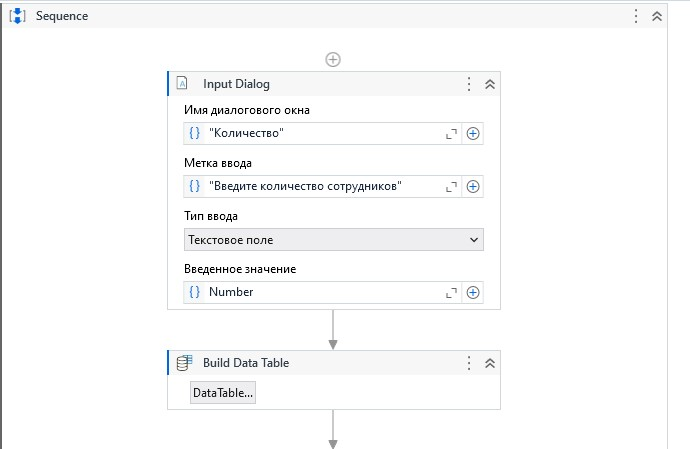 Sequence
Input Dialog
Имя диалогового окна
"Количество"
Метка ввода
"Введите количество сотрудников"
Тип ввода
Текстовое поле
Введенное значение
Number
Build Data Table
DataTable...